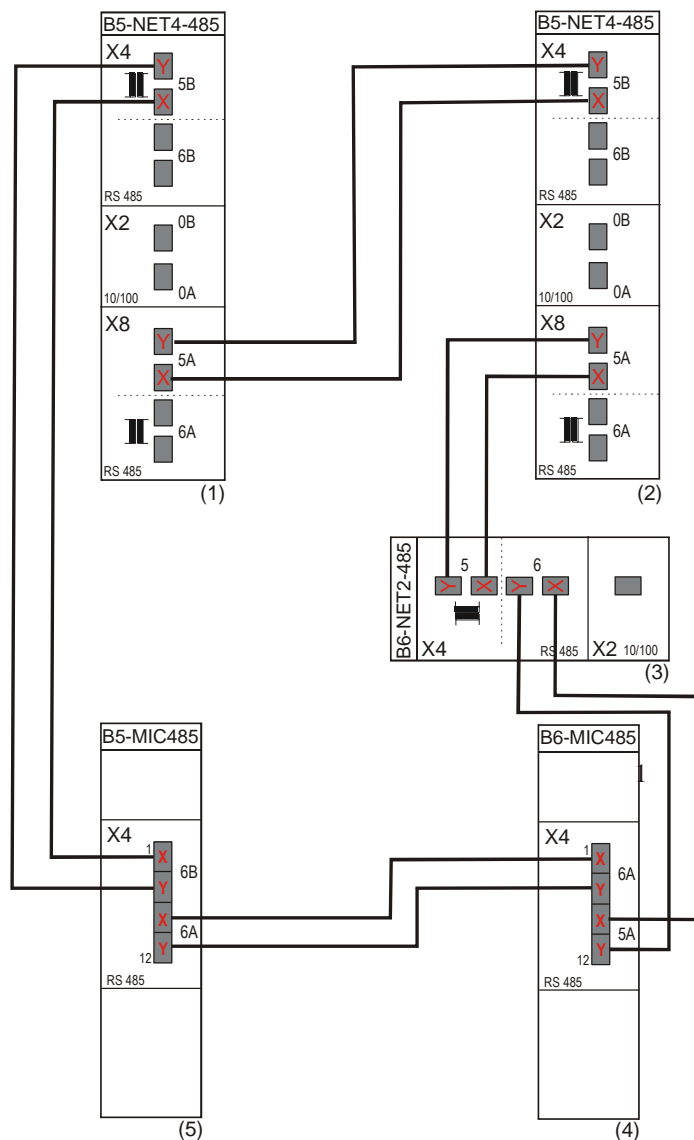 B5-NET4-485
X4
Y
5B
X
6B
RS 485
X2
0B
10/100
0A
X8
Y
5A
X
6A
RS 485
(1)
B5-NET4-485
X4
Y
5B
X
6B
RS 485
X2
0B
10/100
0A
X8
Y
5A
X
6A
RS 485
(2)
B6-NET2-485
5
6
Y
X
Y
X
X4
RS 485
X2
10/100
(3)
B5-MIC485
X4
1
X
6B
Y
X
6A
12
Y
RS 485
(5)
B6-MIC485
1
X4
1
X
6A
Y
X
5A
12
Y
RS 485
(4)